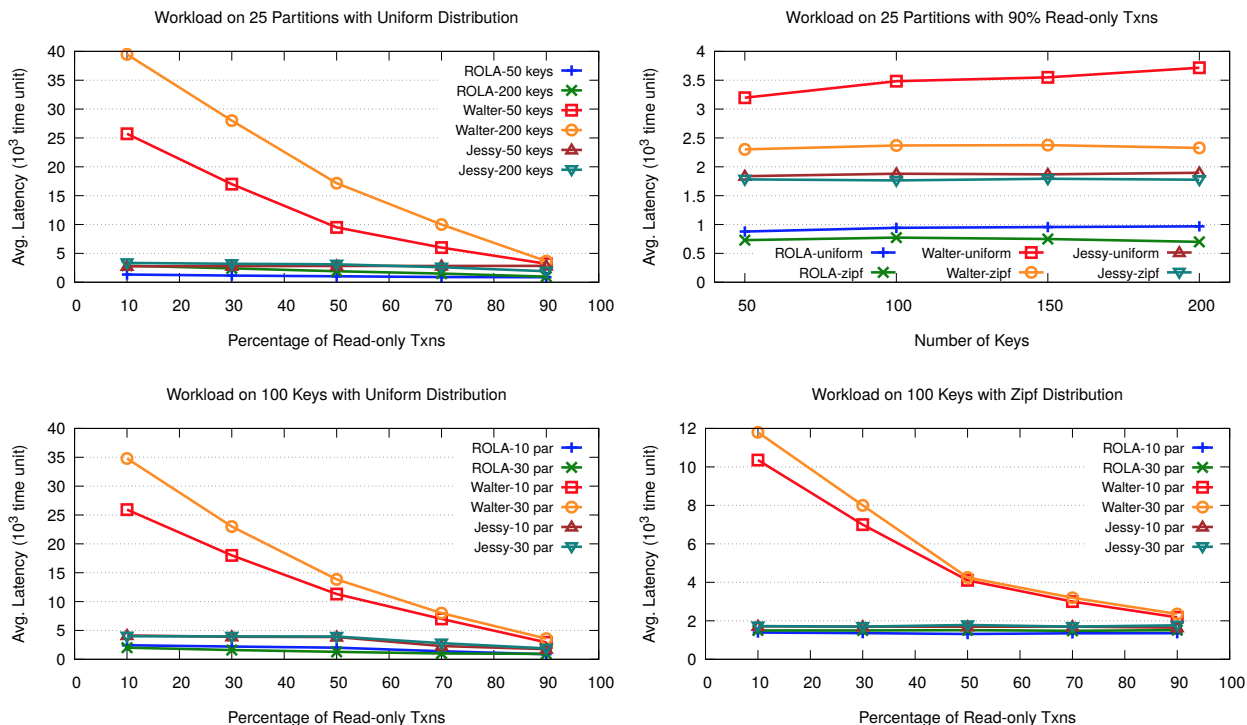 Workload on 25 Partitions with Uniform Distribution
Avg. Latency (10³ time unit)
40
35
30
25
20
15
10
5
0
ROLA-50 keys
ROLA-200 keys
Walter-50 keys
Walter-200 keys
Jessy-50 keys
Jessy-200 keys
0 10 20 30 40 50 60 70 80 90 100
Percentage of Read-only Txns
Workload on 25 Partitions with 90% Read-only Txns
Avg. Latency (10³ time unit)
4
3.5
3
2.5
2
1.5
1
0.5
0
ROLA-uniform Walter-uniform Jessy-uniform
ROLA-zipf Walter-zipf Jessy-zipf
50 100 150 200
Number of Keys
Workload on 100 Keys with Uniform Distribution
Avg. Latency (10³ time unit)
40
35
30
25
20
15
10
5
0
ROLA-10 par
ROLA-30 par
Walter-10 par
Walter-30 par
Jessy-10 par
Jessy-30 par
0 10 20 30 40 50 60 70 80 90 100
Percentage of Read-only Txns
Workload on 100 Keys with Zipf Distribution
Avg. Latency (10³ time unit)
12
10
8
6
4
2
0
ROLA-10 par
ROLA-30 par
Walter-10 par
Walter-30 par
Jessy-10 par
Jessy-30 par
0 10 20 30 40 50 60 70 80 90 100
Percentage of Read-only Txns